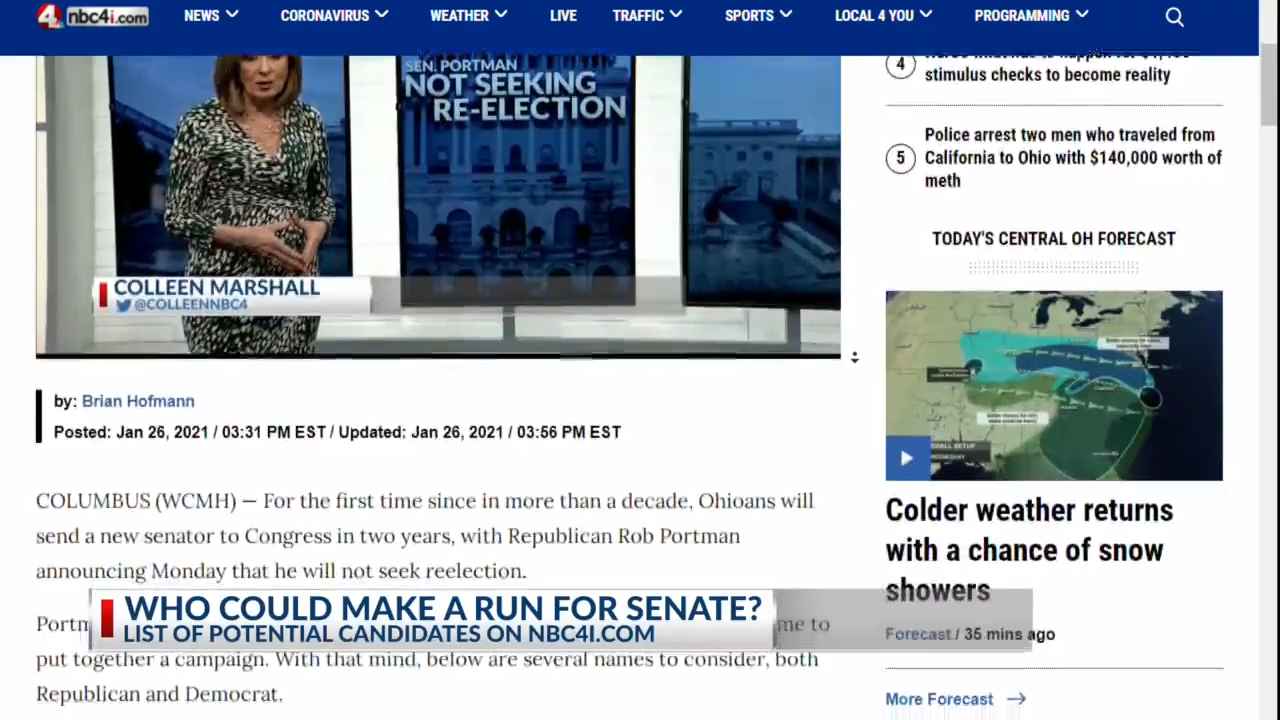 4 nbc4i.com
NEWS
CORONAVIRUS
WEATHER
LIVE
TRAFFIC
SPORTS
LOCAL 4 YOU
PROGRAMMING
SEN. PORTMAN
NOT SEEKING
RE-ELECTION
COLLEEN MARSHALL
@COLLEENNBC4
by: Brian Hofmann
Posted: Jan 26, 2021 / 03:31 PM EST / Updated: Jan 26, 2021 / 03:56 PM EST
COLUMBUS (WCMH) — For the first time since in more than a decade, Ohioans will
send a new senator to Congress in two years, with Republican Rob Portman
announcing Monday that he will not seek reelection.
WHO COULD MAKE A RUN FOR SENATE?
LIST OF POTENTIAL CANDIDATES ON NBC4I.COM
me to
put together a campaign. With that mind, below are several names to consider, both
Republican and Democrat.
4
stimulus checks to become reality
5
Police arrest two men who traveled from
California to Ohio with $140,000 worth of
meth
TODAY'S CENTRAL OH FORECAST
Colder weather returns
with a chance of snow
showers
Forecast / 35 mins ago
More Forecast